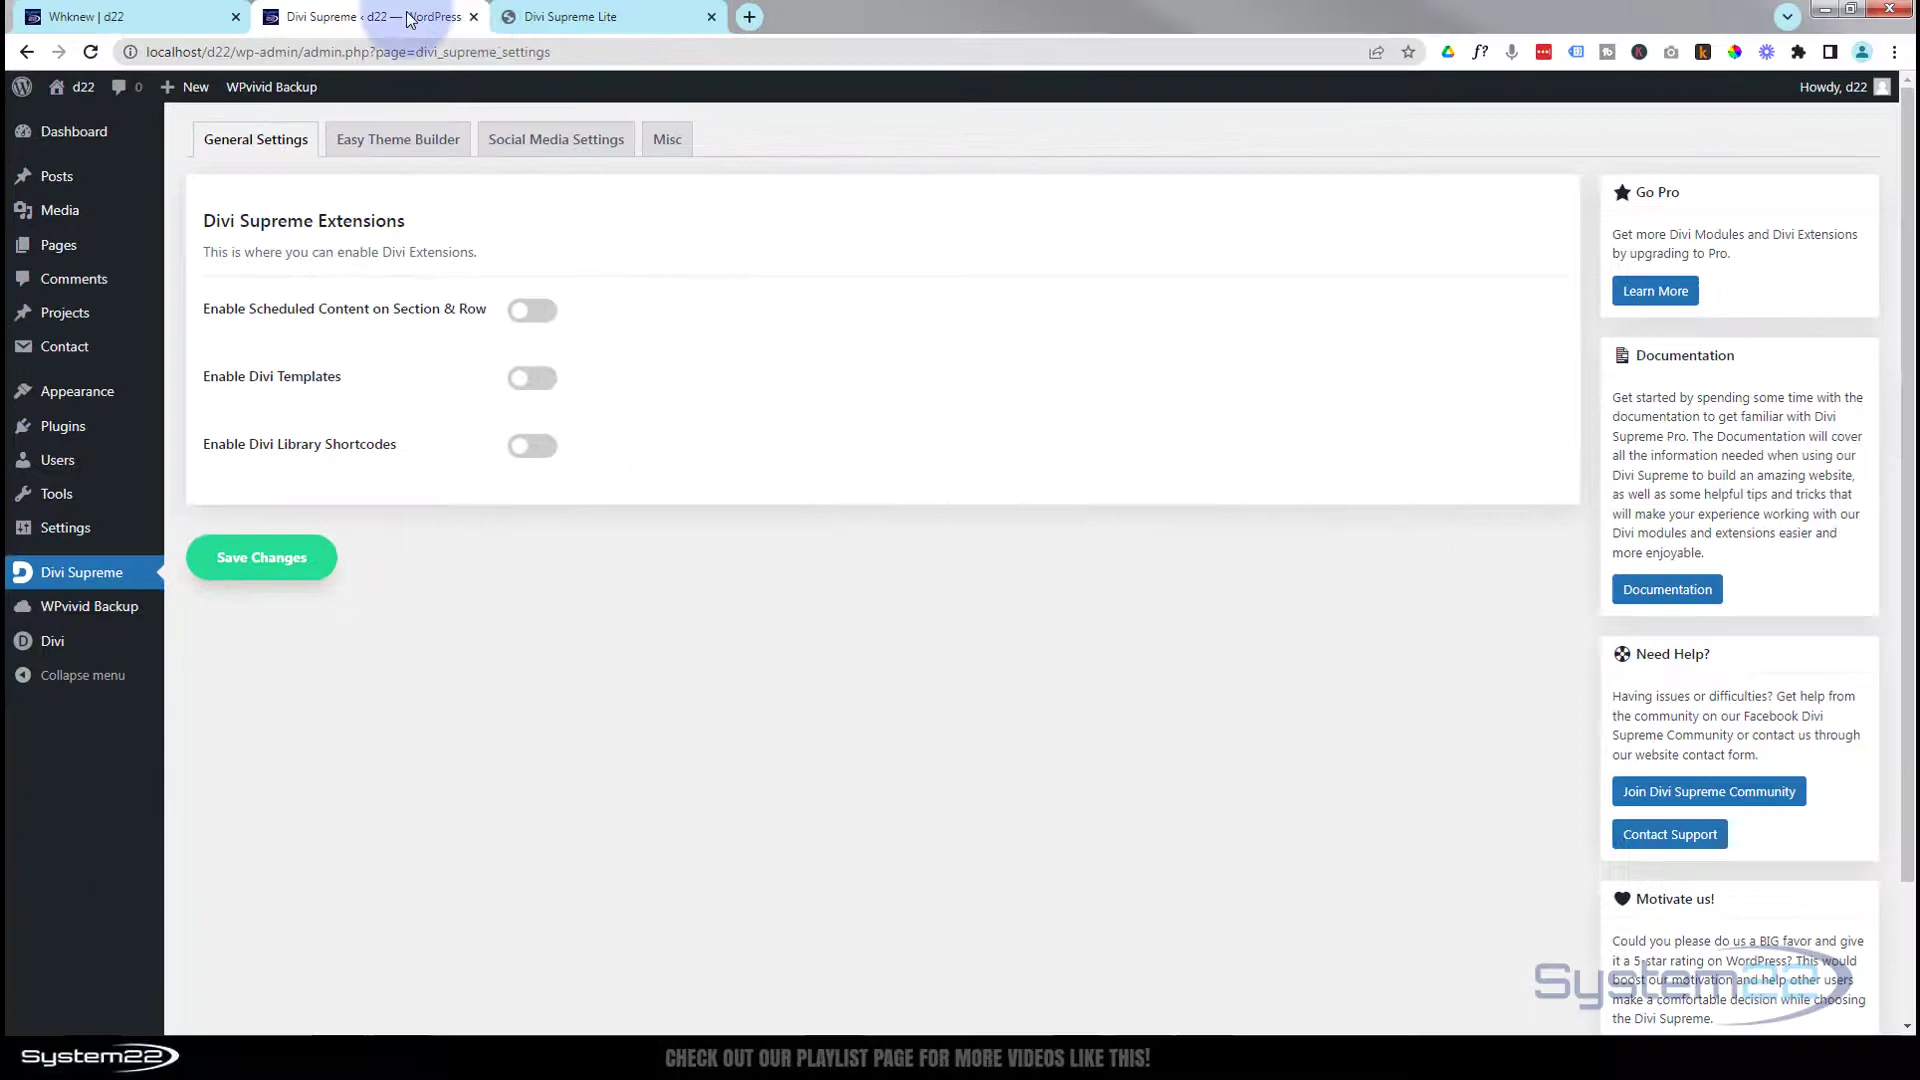 Whknew | d22
Divi Supreme ‹ d22 — WordPress
Divi Supreme Lite
localhost/d22/wp-admin/admin.php?page=divi_supreme_settings
d22
0
New
WPvivid Backup
Howdy, d22
Dashboard
Posts
Media
Pages
Comments
Projects
Contact
Appearance
Plugins
Users
Tools
Settings
Divi Supreme
WPvivid Backup
Divi
Collapse menu
General Settings
Easy Theme Builder
Social Media Settings
Misc
Divi Supreme Extensions
This is where you can enable Divi Extensions.
Enable Scheduled Content on Section & Row
Enable Divi Templates
Enable Divi Library Shortcodes
Save Changes
Go Pro
Get more Divi Modules and Divi Extensions
by upgrading to Pro.
Learn More
Documentation
Get started by spending some time with the
documentation to get familiar with Divi
Supreme Pro. The Documentation will cover
all the information needed when using our
Divi Supreme to build an amazing website,
as well as some helpful tips and tricks that
will make your experience working with our
Divi modules and extensions easier and
more enjoyable.
Documentation
Need Help?
Having issues or difficulties? Get help from
the community on our Facebook Divi
Supreme Community or contact us through
our website contact form.
Join Divi Supreme Community
Contact Support
Motivate us!
Could you please do us a BIG favor and give
it a 5-star rating on WordPress? This would
boost our motivation and help other users
make a comfortable decision while choosing
the Divi Supreme.
System22
System22
CHECK OUT OUR PLAYLIST PAGE FOR MORE VIDEOS LIKE THIS!